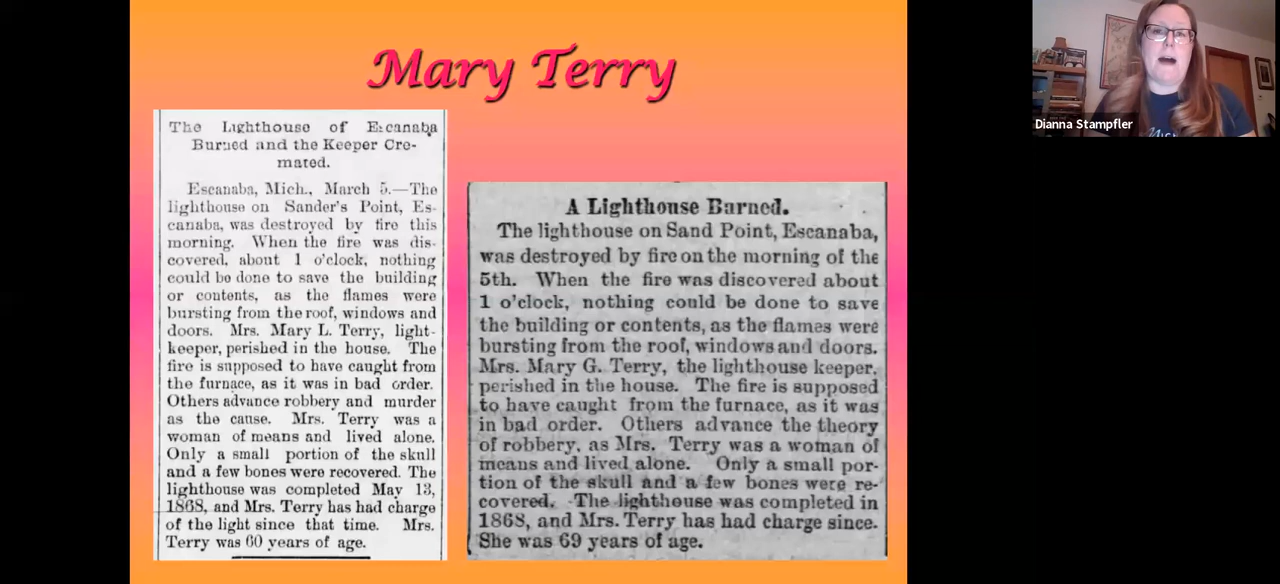 Mary Terry
The Lighthouse of Escanaba
Burned and the Keeper Cre-
mated.
Escanaba, Mich., March 5.—The
lighthouse on Sander's Point, Es-
canaba, was destroyed by fire this
morning. When the fire was dis-
covered, about 1 o'clock, nothing
could be done to save the building
or contents, as the flames were
bursting from the roof, windows and
doors. Mrs. Mary L. Terry, light-
keeper, perished in the house. The
fire is supposed to have caught from
the furnace, as it was in bad order.
Others advance robbery and murder
as the cause. Mrs. Terry was a
woman of means and lived alone.
Only a small portion of the skull
and a few bones were recovered. The
lighthouse was completed May 13,
1868, and Mrs. Terry has had charge
of the light since that time. Mrs.
Terry was 60 years of age.
A Lighthouse Burned.
The lighthouse on Sand Point, Escanaba,
was destroyed by fire on the morning of the
5th. When the fire was discovered about
1 o'clock, nothing could be done to save
the building or contents, as the flames were
bursting from the roof, windows and doors.
Mrs. Mary G. Terry, the lighthouse keeper,
perished in the house. The fire is supposed
to have caught from the furnace, as it was
in bad order. Others advance the theory
of robbery, as Mrs. Terry was a woman of
means and lived alone. Only a small por-
tion of the skull and a few bones were re-
covered. The lighthouse was completed in
1868, and Mrs. Terry has had charge since.
She was 69 years of age.
Dianna Stampfler